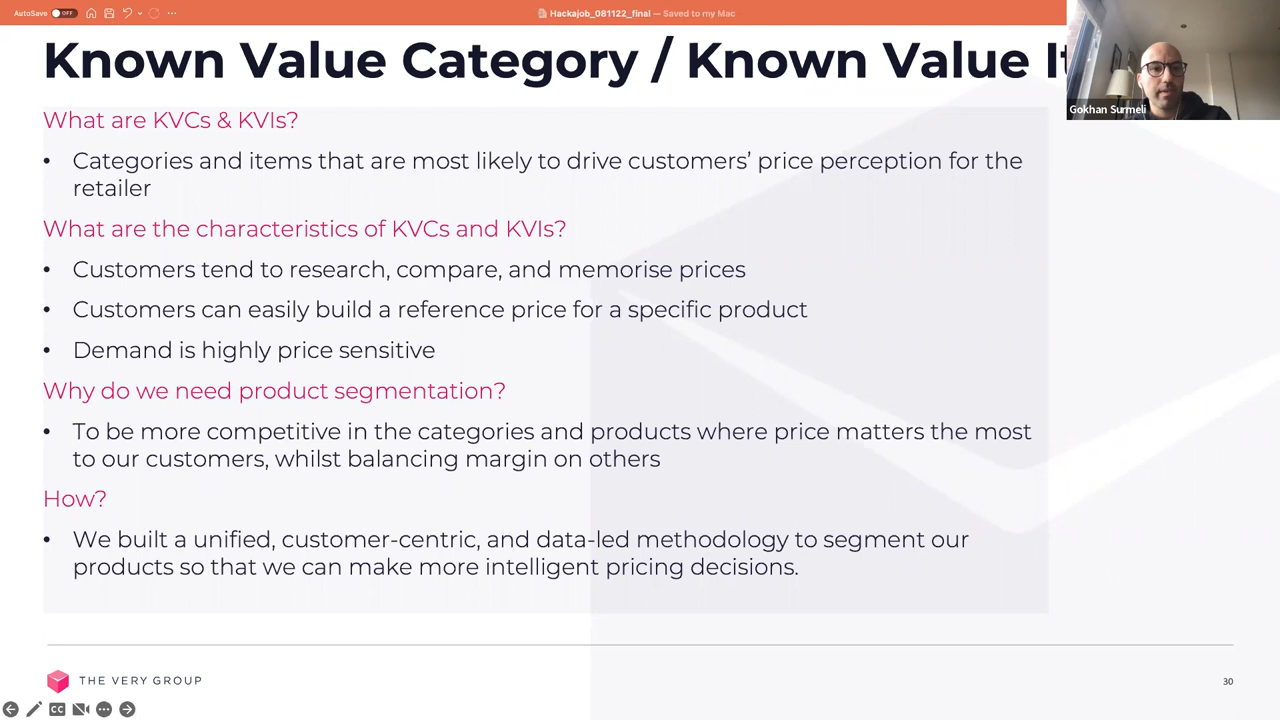 AutoSave OFF
Hackajob_081122_final — Saved to my Mac
Known Value Category / Known Value It
Gokhan Surmeli
What are KVCs & KVIs?
• Categories and items that are most likely to drive customers’ price perception for the
retailer
What are the characteristics of KVCs and KVIs?
• Customers tend to research, compare, and memorise prices
• Customers can easily build a reference price for a specific product
• Demand is highly price sensitive
Why do we need product segmentation?
• To be more competitive in the categories and products where price matters the most
to our customers, whilst balancing margin on others
How?
• We built a unified, customer-centric, and data-led methodology to segment our
products so that we can make more intelligent pricing decisions.
THE VERY GROUP
30
CC